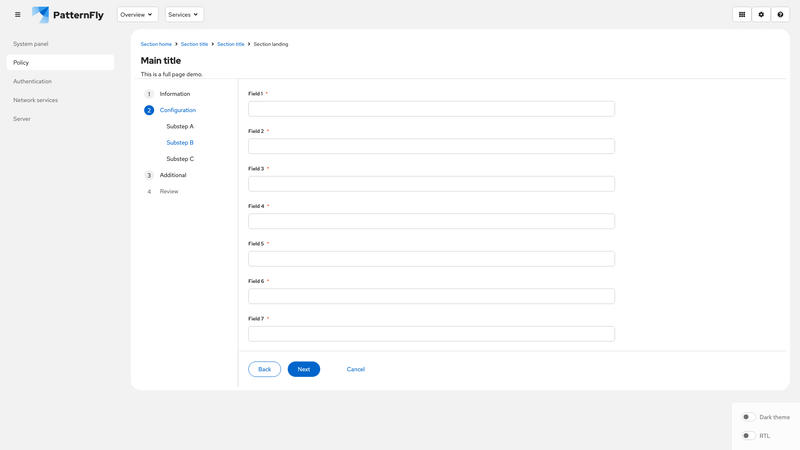 PatternFly
Overview
Services
System panel
Policy
Authentication
Network services
Server
Section home
Section title
Section title
Section landing
Main title
This is a full page demo.
1 Information
2 Configuration
Substep A
Substep B
Substep C
3 Additional
4 Review
Field 1 *
Field 2 *
Field 3 *
Field 4 *
Field 5 *
Field 6 *
Field 7 *
Back
Next
Cancel
Dark theme
RTL